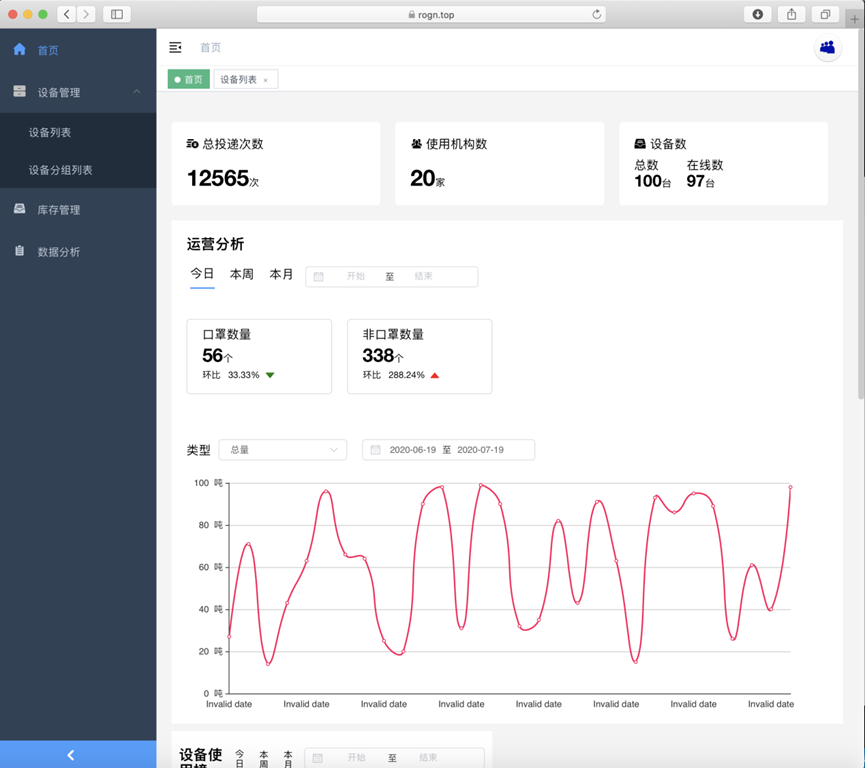 rogn.top
首页
设备管理
设备列表
设备分组列表
库存管理
数据分析
首页
首页 设备列表 ×
总投递次数
12565次
使用机构数
20家
设备数
总数 在线数
100台 97台
运营分析
今日 本周 本月 开始 至 结束
口罩数量
56个
环比 33.33%
非口罩数量
338个
环比 288.24%
类型 总量 2020-06-19 至 2020-07-19
100 吨
80 吨
60 吨
40 吨
20 吨
0 吨
Invalid date Invalid date Invalid date Invalid date Invalid date Invalid date Invalid date Invalid date
设备使 今日 本周 本月 开始 至 结束